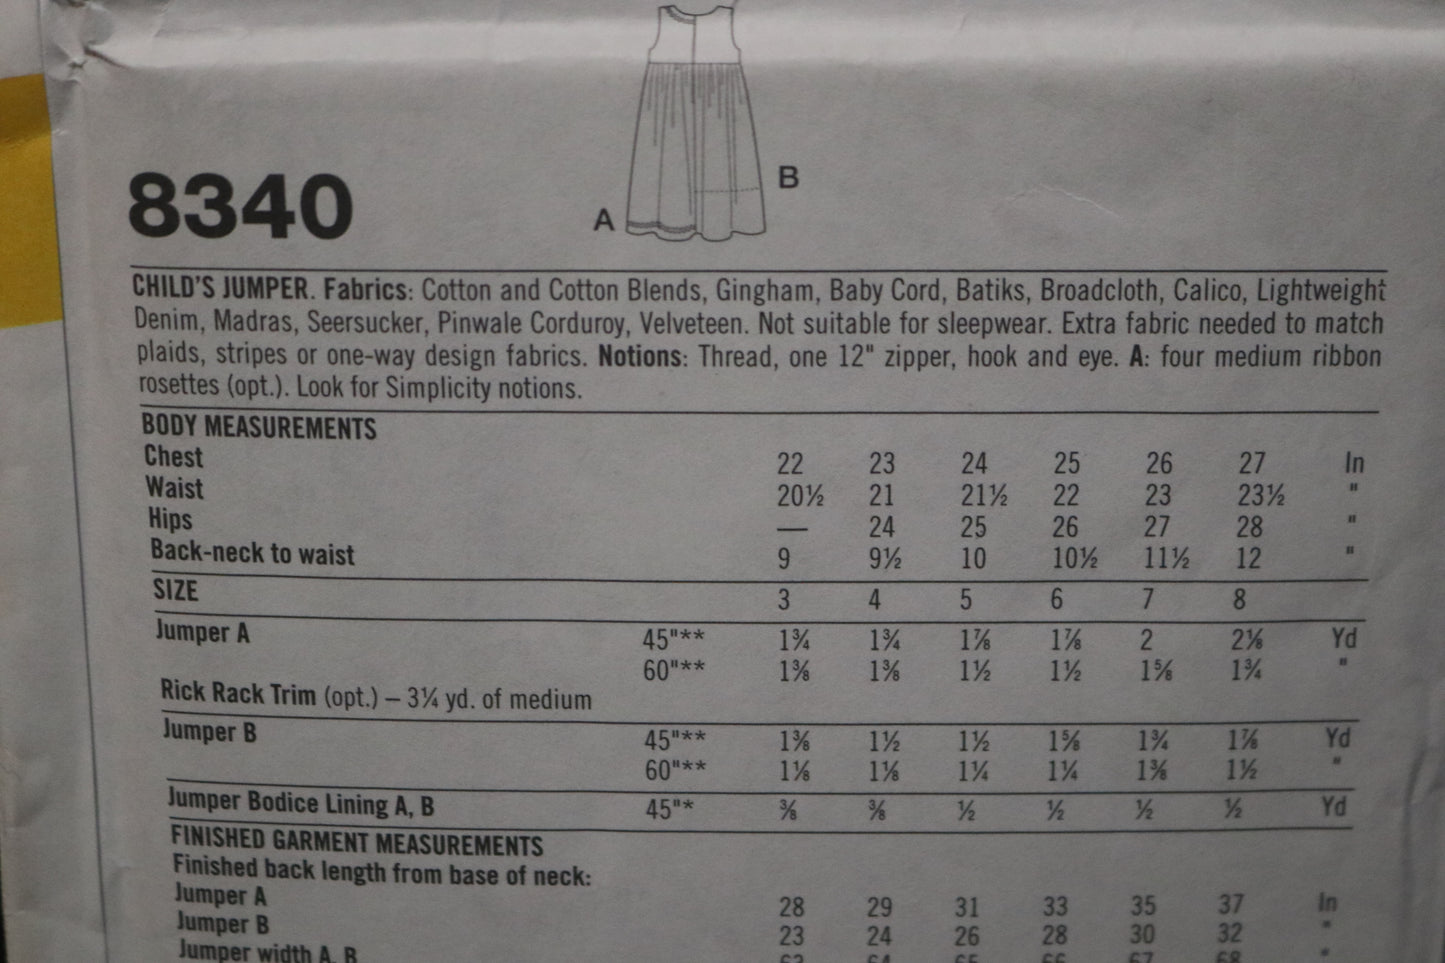 B
A
8340
CHILD'S JUMPER. Fabrics: Cotton and Cotton Blends, Gingham, Baby Cord, Batiks, Broadcloth, Calico, Lightweight
Denim, Madras, Seersucker, Pinwale Corduroy, Velveteen. Not suitable for sleepwear. Extra fabric needed to match
plaids, stripes or one-way design fabrics. Notions: Thread, one 12" zipper, hook and eye. A: four medium ribbon
rosettes (opt.). Look for Simplicity notions.
BODY MEASUREMENTS
Chest 22 23 24 25 26 27 In
Waist 20½ 21 21½ 22 23 23½ "
Hips — 24 25 26 27 28 "
Back-neck to waist 9 9½ 10 10½ 11½ 12 "
SIZE 3 4 5 6 7 8
Jumper A 45"** 1¾ 1¾ 1⅞ 1⅞ 2 2⅛ Yd
60"** 1⅜ 1⅜ 1½ 1½ 1⅝ 1¾ "
Rick Rack Trim (opt.) – 3¼ yd. of medium
Jumper B 45"** 1⅜ 1½ 1½ 1⅝ 1¾ 1⅞ Yd
60"** 1⅛ 1⅛ 1¼ 1¼ 1⅜ 1½ "
Jumper Bodice Lining A, B 45"* ⅜ ⅜ ½ ½ ½ ½ Yd
FINISHED GARMENT MEASUREMENTS
Finished back length from base of neck:
Jumper A 28 29 31 33 35 37 In
Jumper B 23 24 26 28 30 32 "
Jumper width A, B 63 64 65 66 67 68 "